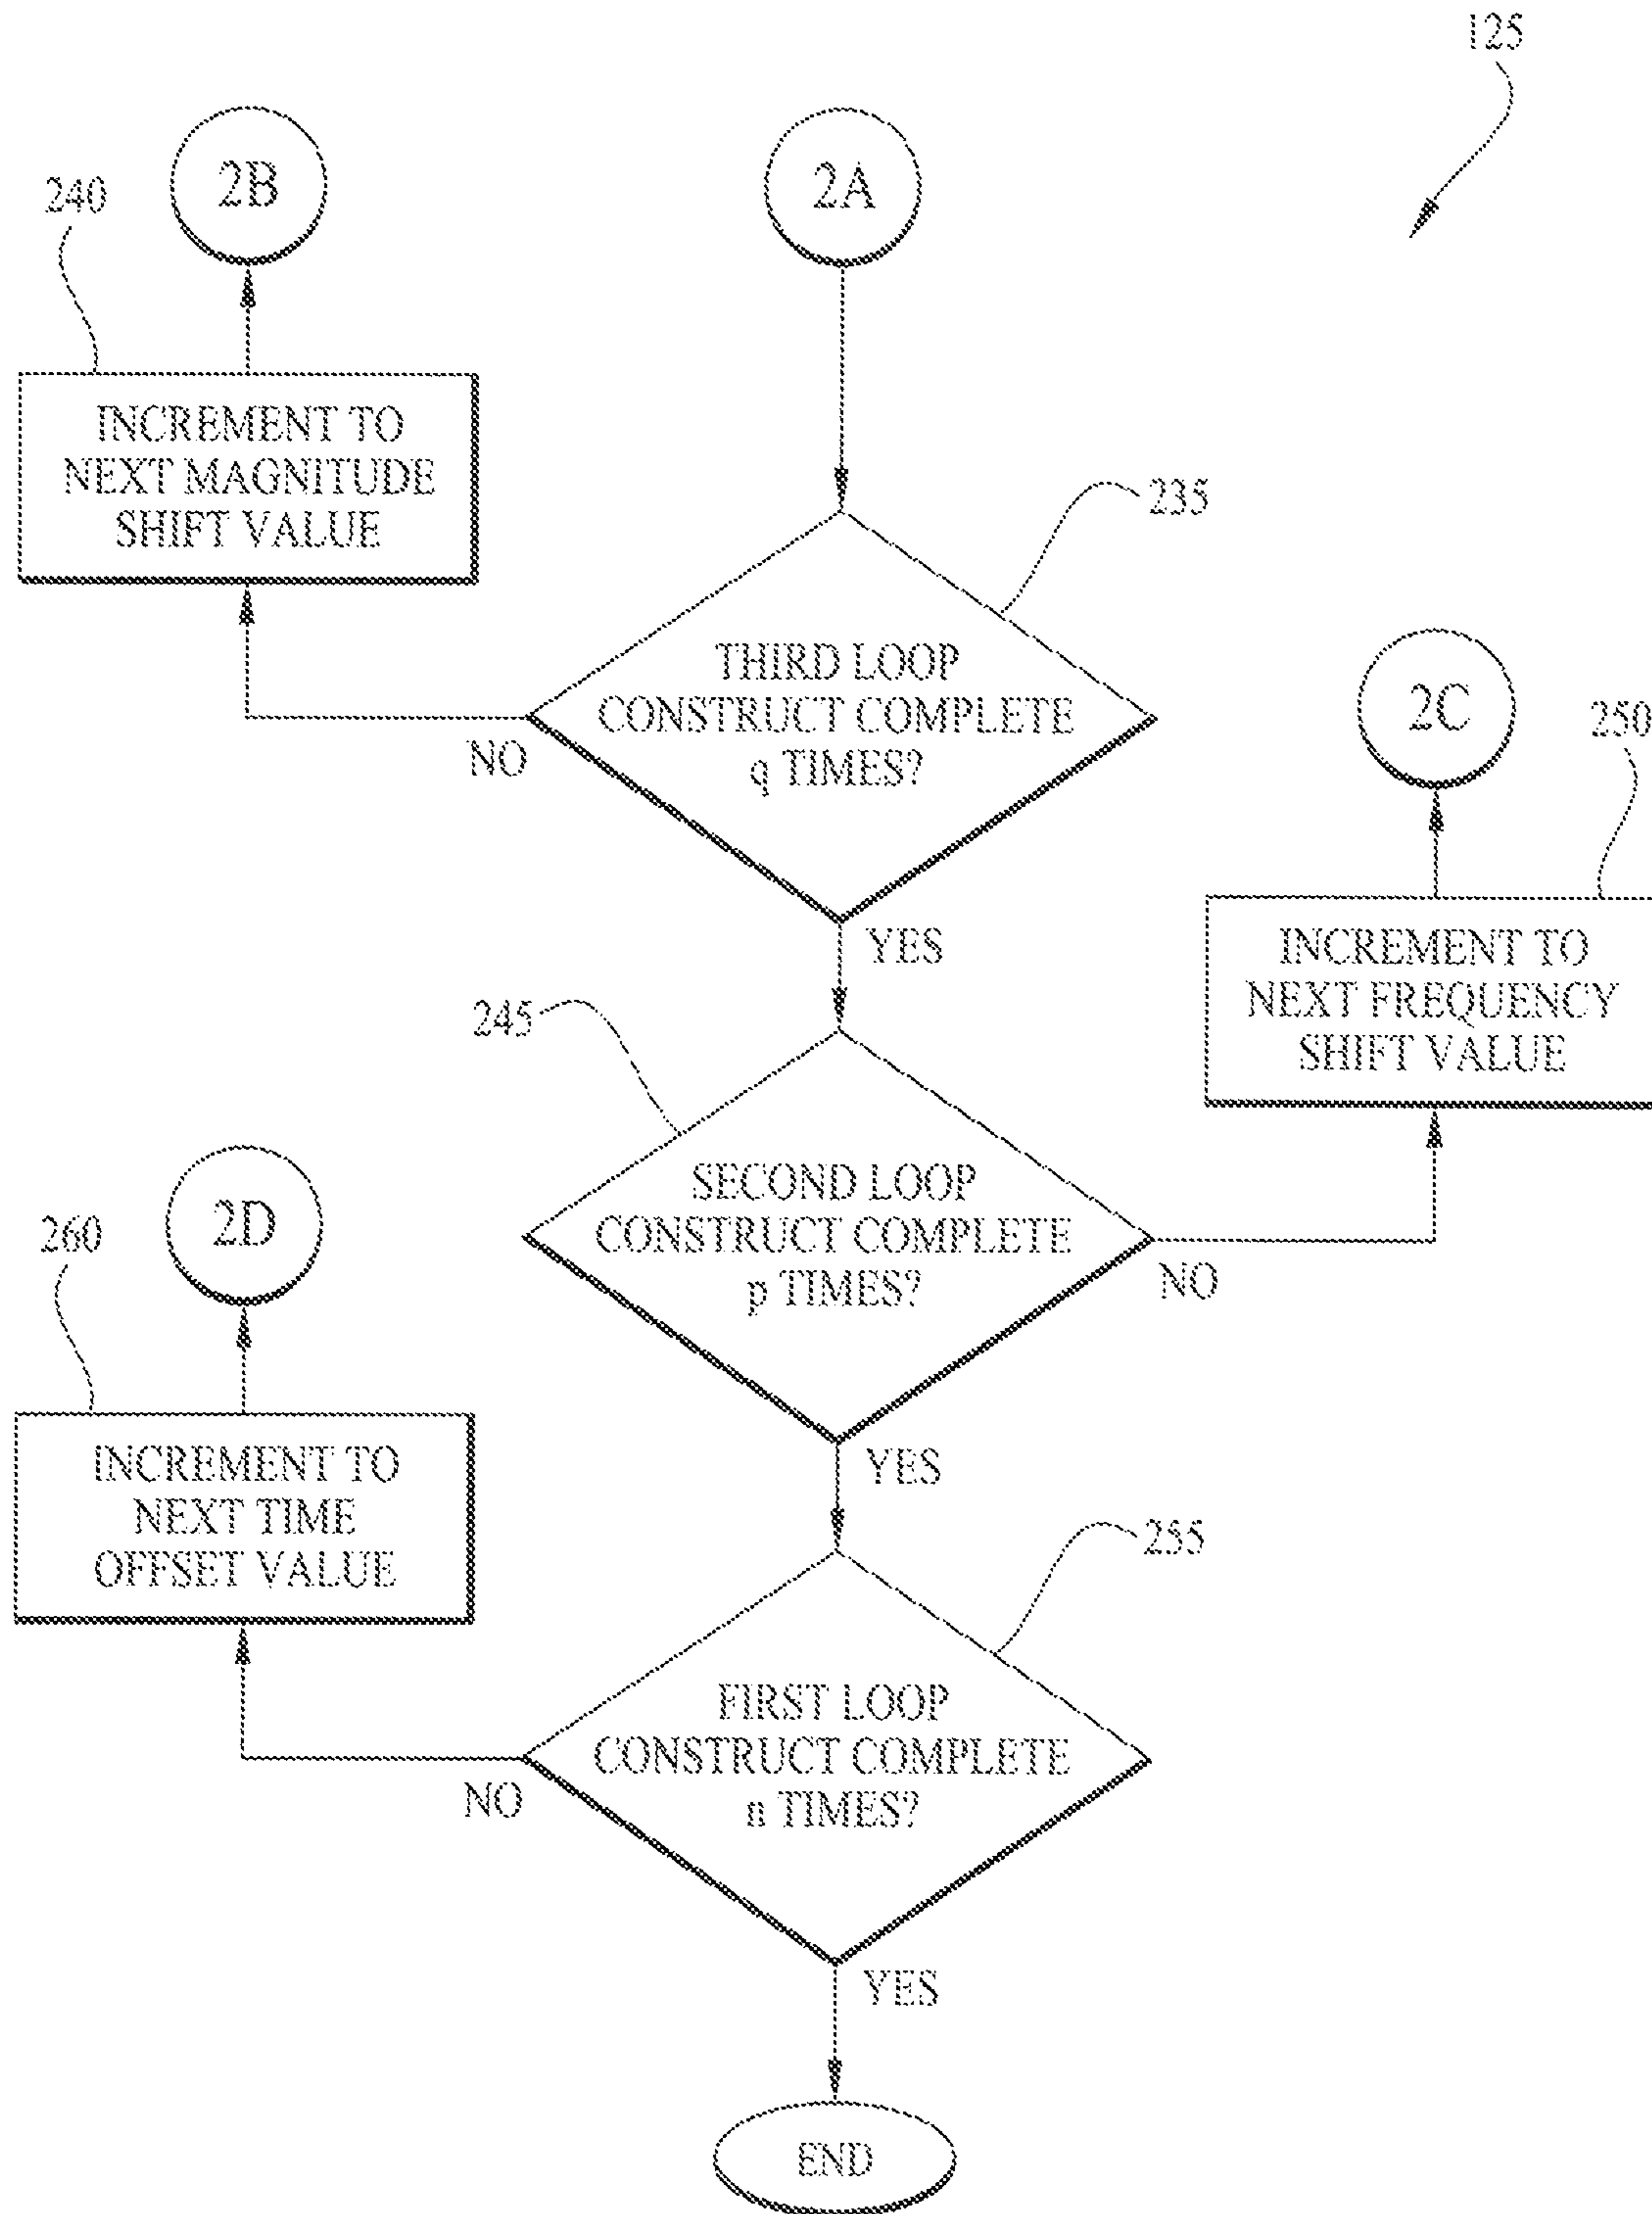 125
2B
2A
240
INCREMENT TO
NEXT MAGNITUDE
SHIFT VALUE
235
THIRD LOOP
CONSTRUCT COMPLETE
q TIMES?
NO
YES
2C
250
INCREMENT TO
NEXT FREQUENCY
SHIFT VALUE
245
SECOND LOOP
CONSTRUCT COMPLETE
p TIMES?
NO
YES
2D
260
INCREMENT TO
NEXT TIME
OFFSET VALUE
255
FIRST LOOP
CONSTRUCT COMPLETE
n TIMES?
NO
YES
END